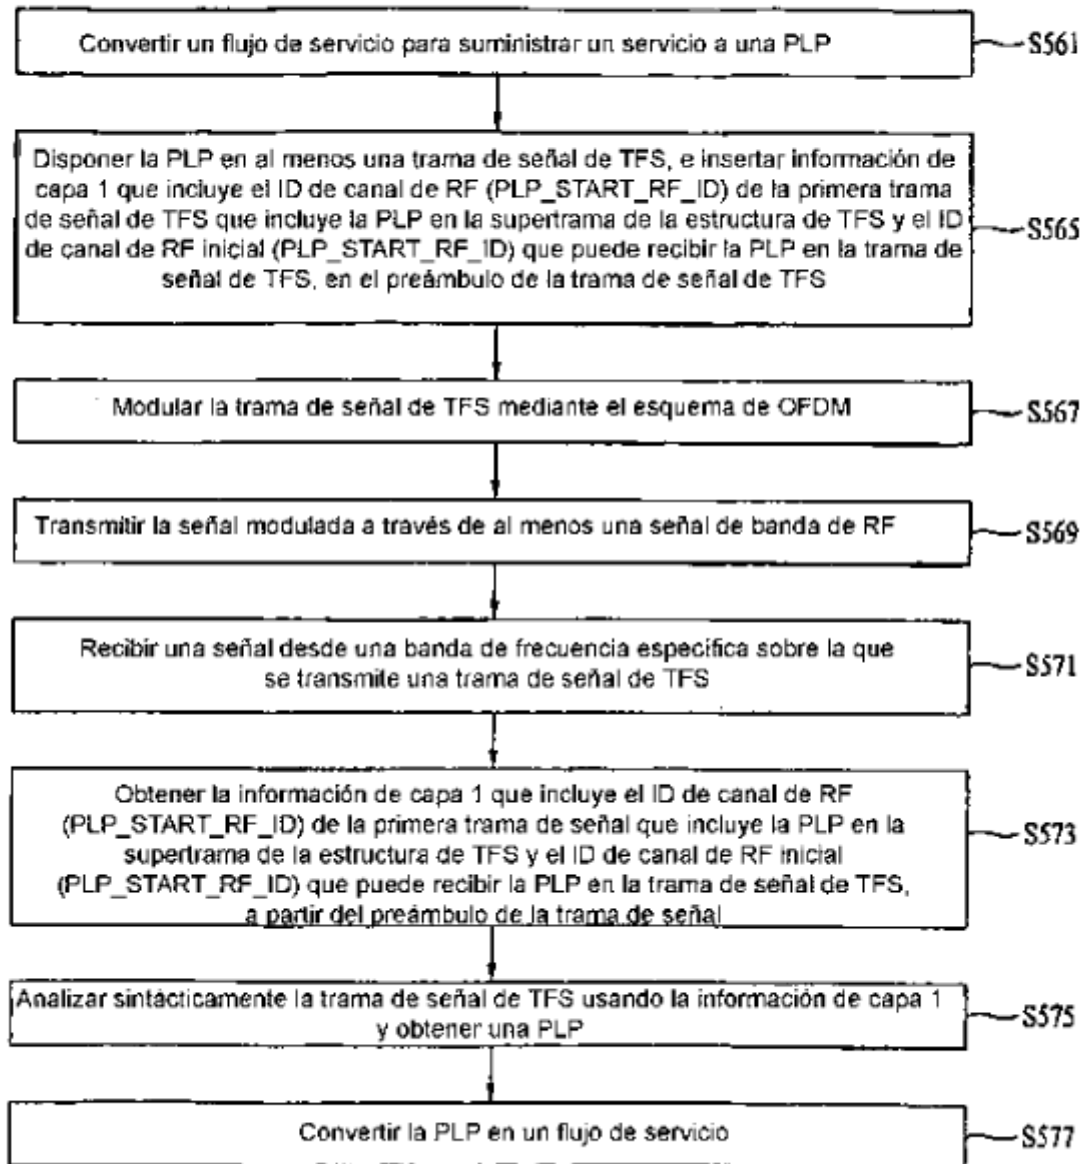 Convertir un flujo de servicio para suministrar un servicio a una PLP
S561
Disponer la PLP en al menos una trama de señal de TFS, e insertar información de
capa 1 que incluye el ID de canal de RF (PLP_START_RF_ID) de la primera trama
de señal de TFS que incluye la PLP en la supertrama de la estructura de TFS y el ID
de canal de RF inicial (PLP_START_RF_ID) que puede recibir la PLP en la trama de
señal de TFS, en el preámbulo de la trama de señal de TFS
S565
Modular la trama de señal de TFS mediante el esquema de OFDM
S567
Transmitir la señal modulada a través de al menos una señal de banda de RF
S569
Recibir una señal desde una banda de frecuencia específica sobre la que
se transmite una trama de señal de TFS
S571
Obtener la información de capa 1 que incluye el ID de canal de RF
(PLP_START_RF_ID) de la primera trama de señal que incluye la PLP en la
supertrama de la estructura de TFS y el ID de canal de RF inicial
(PLP_START_RF_ID) que puede recibir la PLP en la trama de señal de TFS,
a partir del preámbulo de la trama de señal
S573
Analizar sintácticamente la trama de señal de TFS usando la información de capa 1
y obtener una PLP
S575
Convertir la PLP en un flujo de servicio
S577